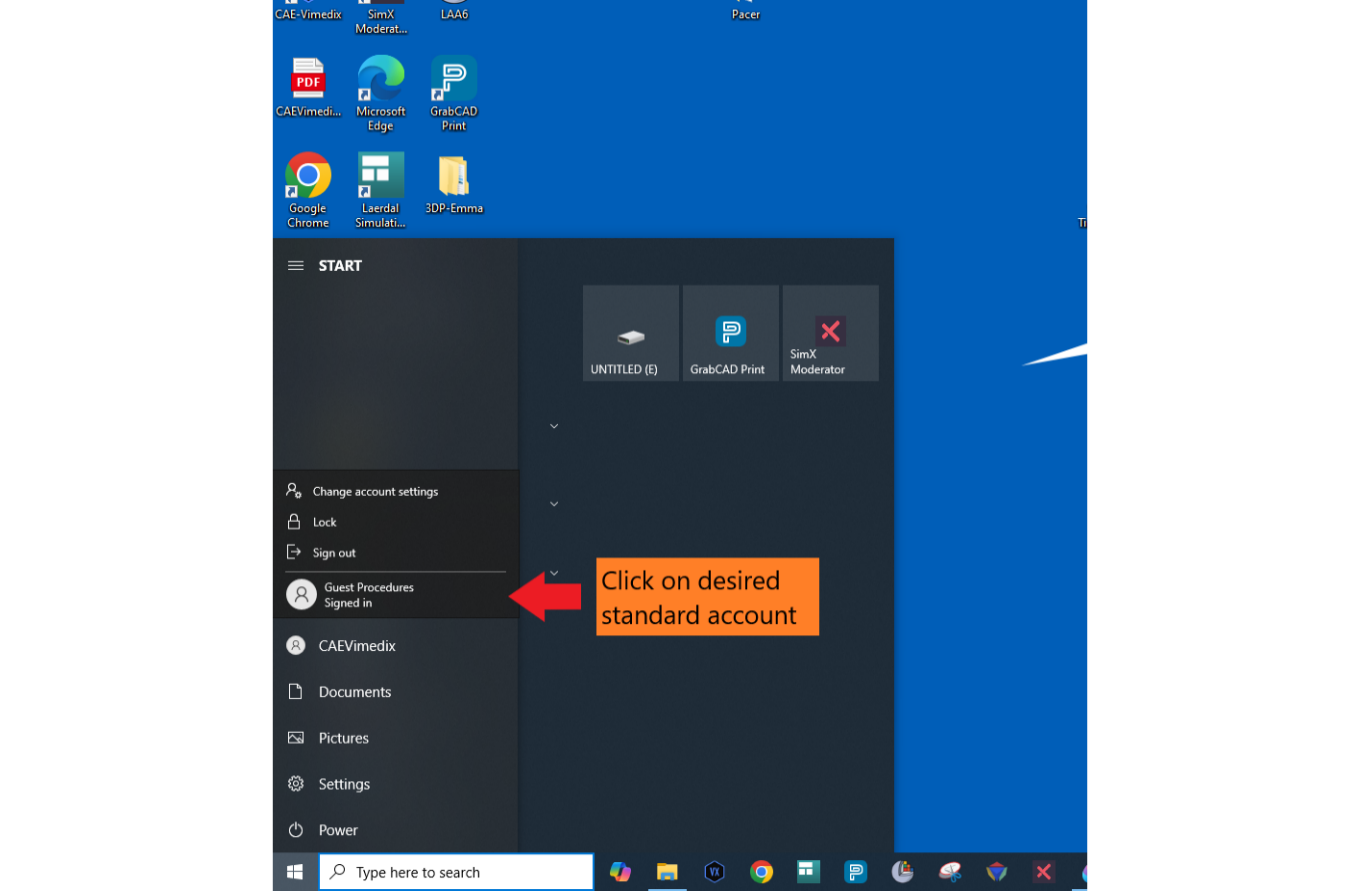 CAE-Vimedix
SimX
Moderat...
LAA6
Pacer
PDF
CAEVimedi...
Microsoft
Edge
GrabCAD
Print
Google
Chrome
Laerdal
Simulati...
3DP-Emma
START
UNTITLED (E)
GrabCAD Print
SimX
Moderator
Change account settings
Lock
Sign out
Guest Procedures
Signed in
Click on desired
standard account
CAEVimedix
Documents
Pictures
Settings
Power
Type here to search
VX